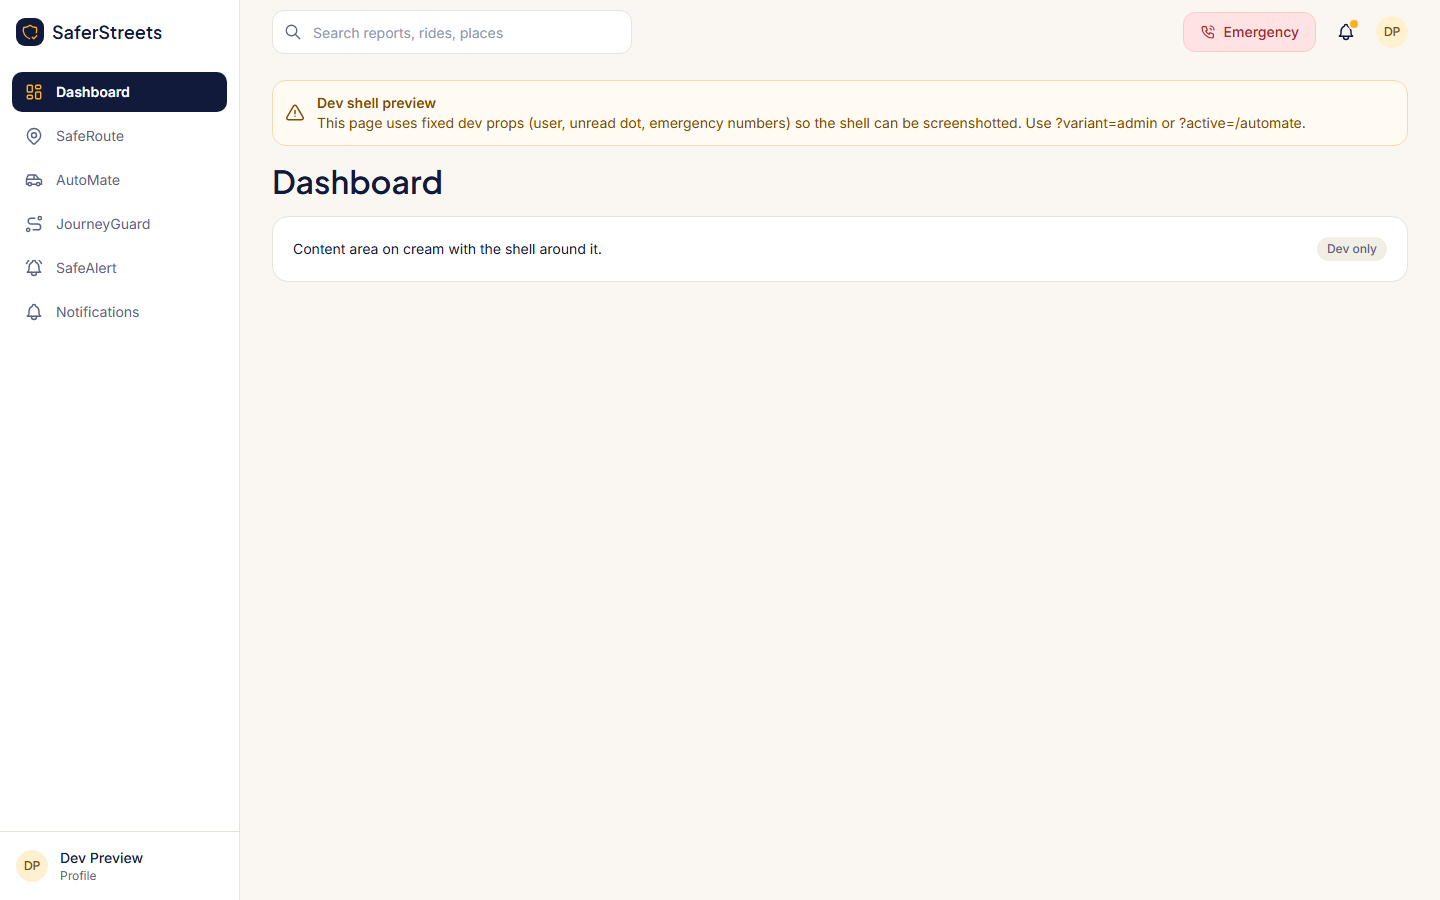 SaferStreets
Dashboard
SafeRoute
AutoMate
JourneyGuard
SafeAlert
Notifications
DP
Dev Preview
Profile
Search reports, rides, places
Emergency
DP
Dev shell preview
This page uses fixed dev props (user, unread dot, emergency numbers) so the shell can be screenshotted. Use ?variant=admin or ?active=/automate.
Dashboard
Content area on cream with the shell around it.
Dev only